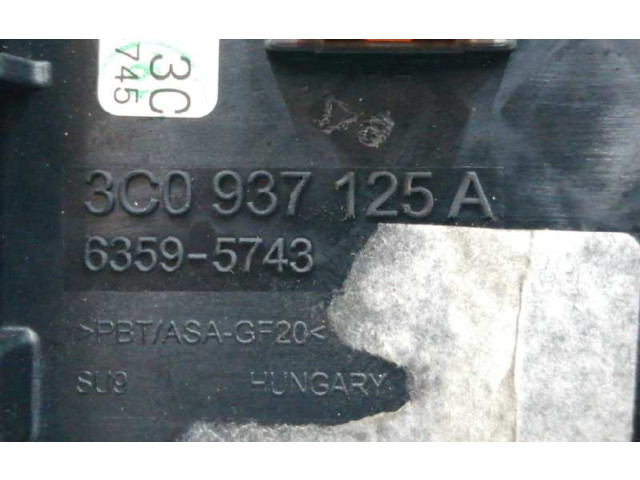 3C
745
3C0 937 125 A
6359-5743
>PBT/ASA-GF20<
SU9
HUNGARY